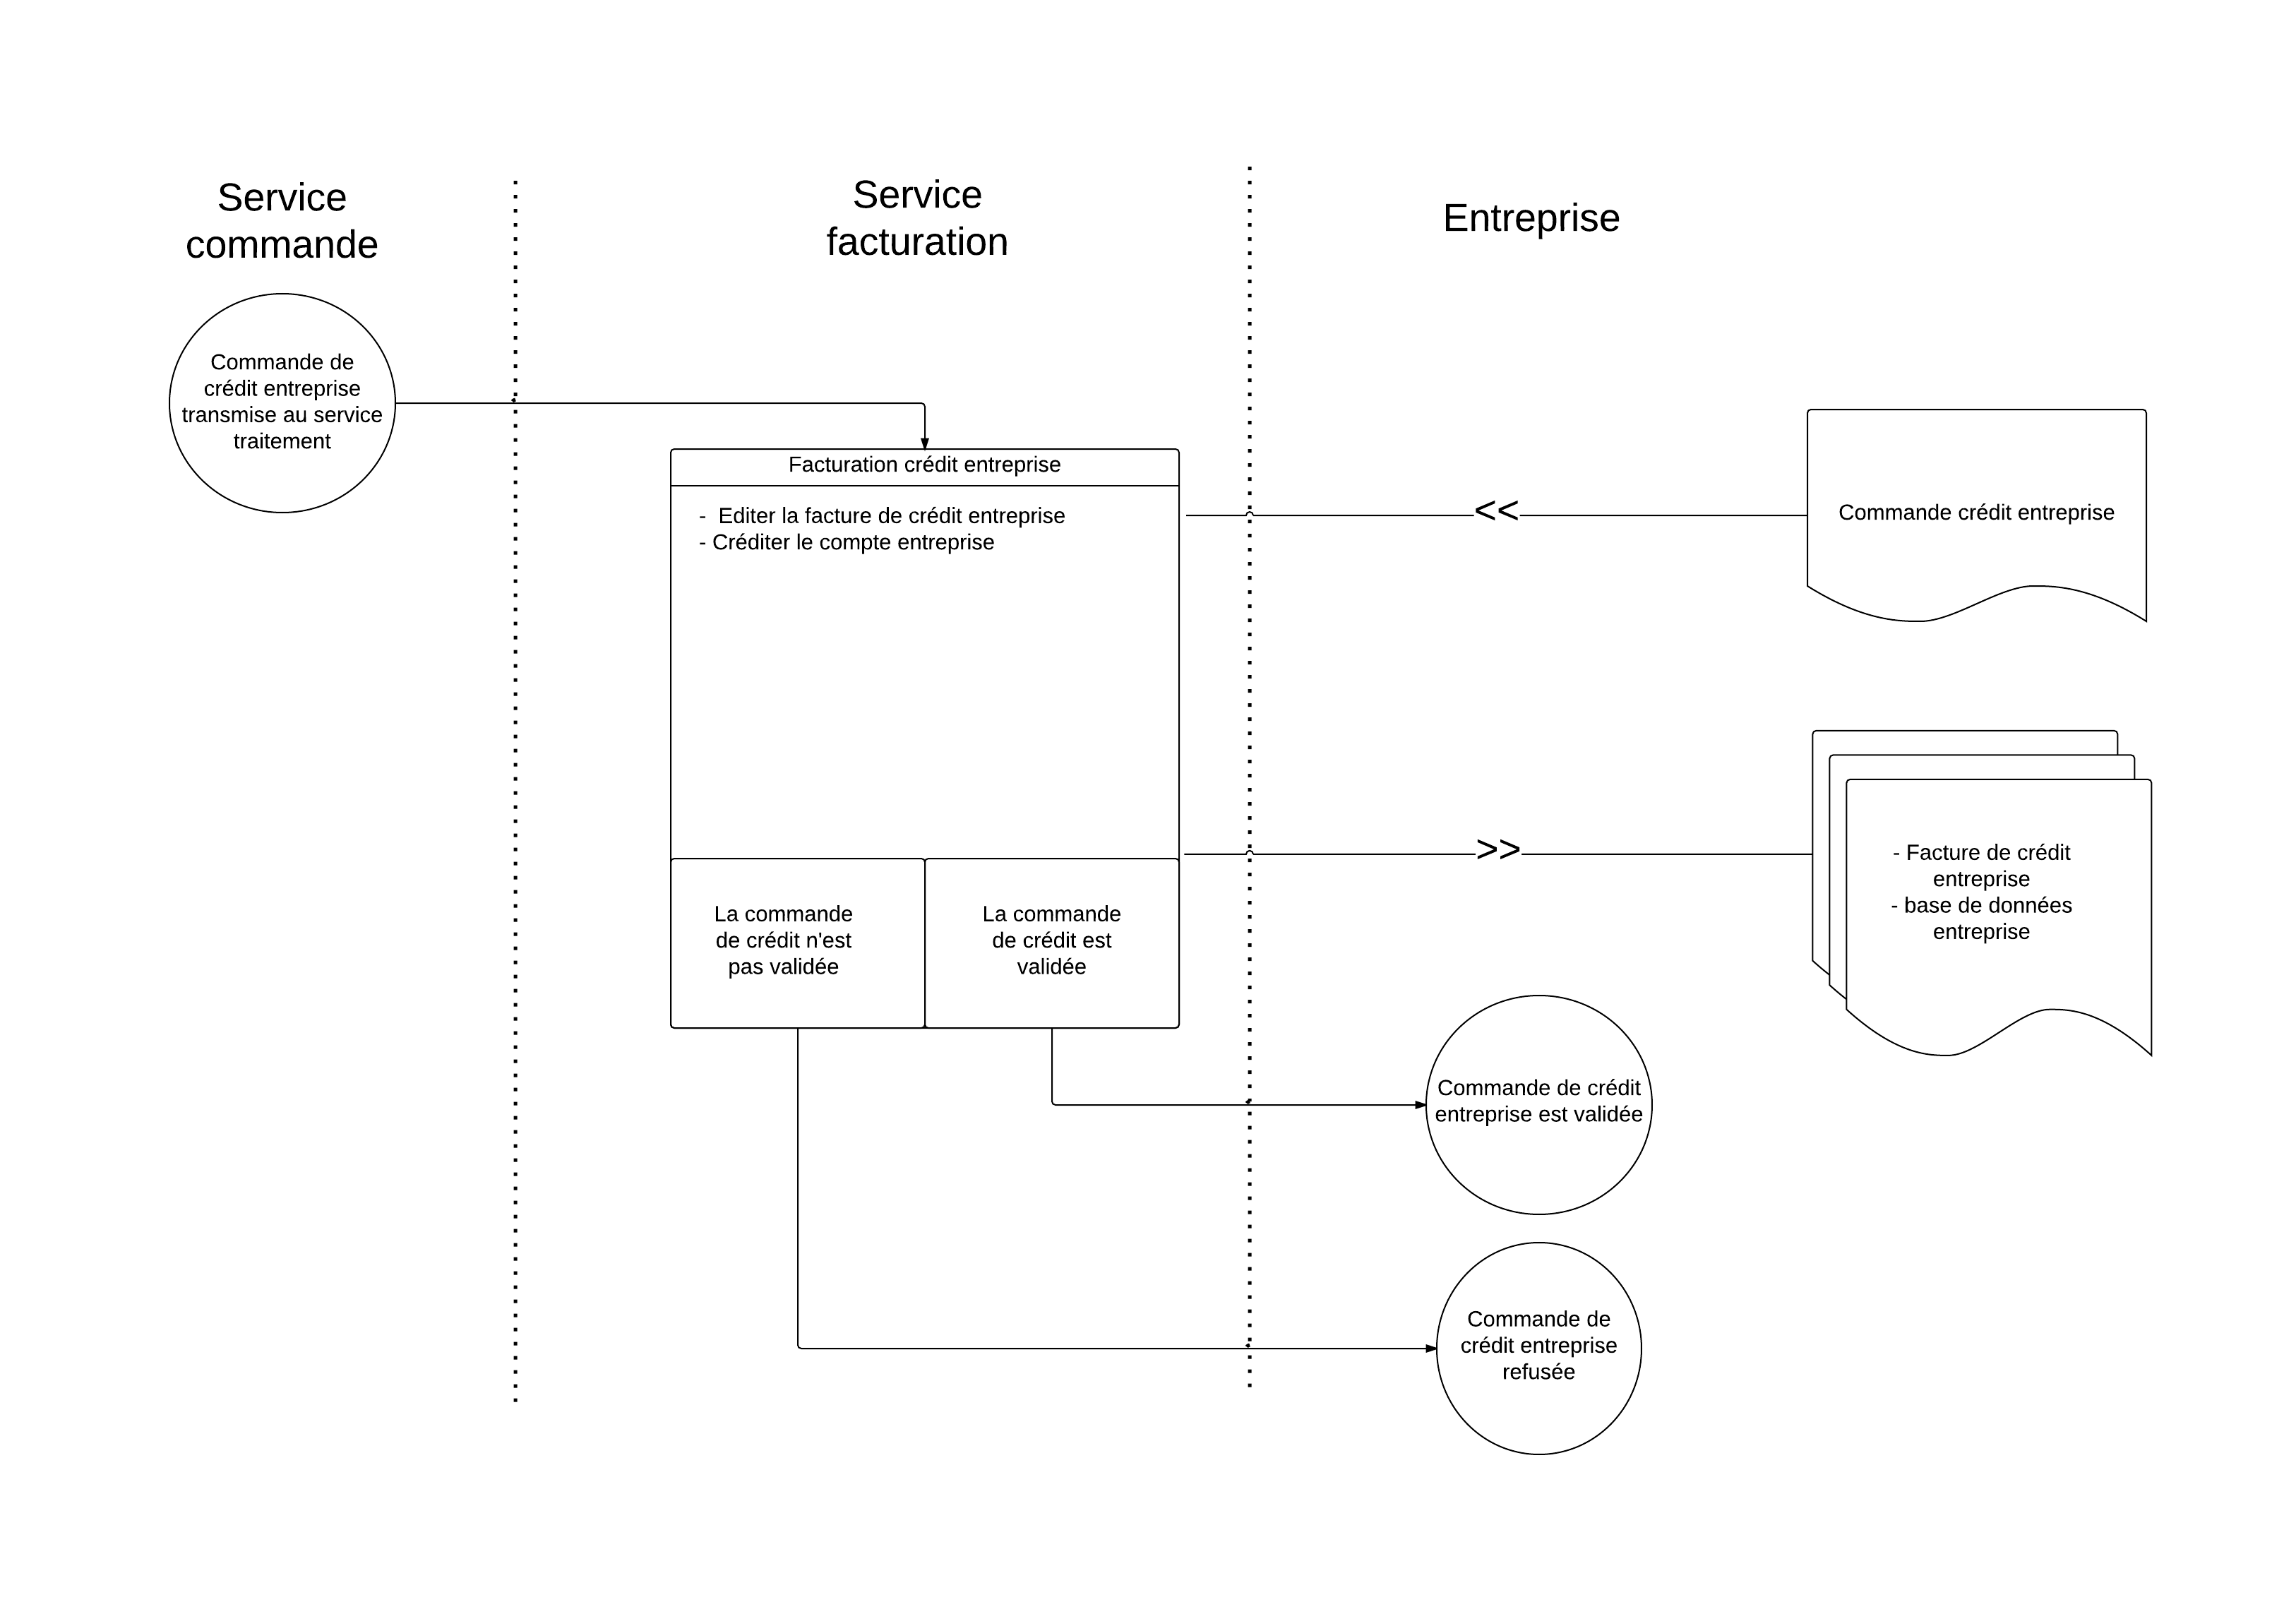 Service
commande
Service
facturation
Entreprise
Commande de
crédit entreprise
transmise au service
traitement
Facturation crédit entreprise
-  Editer la facture de crédit entreprise
- Créditer le compte entreprise
<<
Commande crédit entreprise
>>
- Facture de crédit
entreprise
- base de données
entreprise
La commande
de crédit n'est
pas validée
La commande
de crédit est
validée
Commande de crédit
entreprise est validée
Commande de
crédit entreprise
refusée